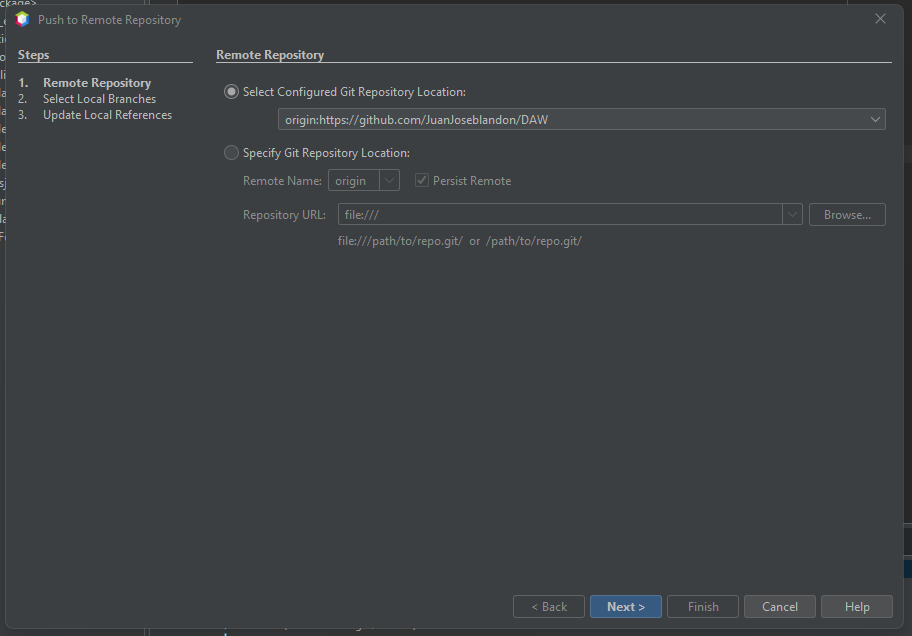 Push to Remote Repository
Steps
1. Remote Repository
2. Select Local Branches
3. Update Local References
Remote Repository
Select Configured Git Repository Location:
origin:https://github.com/JuanJoseblandon/DAW
Specify Git Repository Location:
Remote Name: origin Persist Remote
Repository URL: file:/// Browse...
file:///path/to/repo.git/ or /path/to/repo.git/
< Back Next > Finish Cancel Help